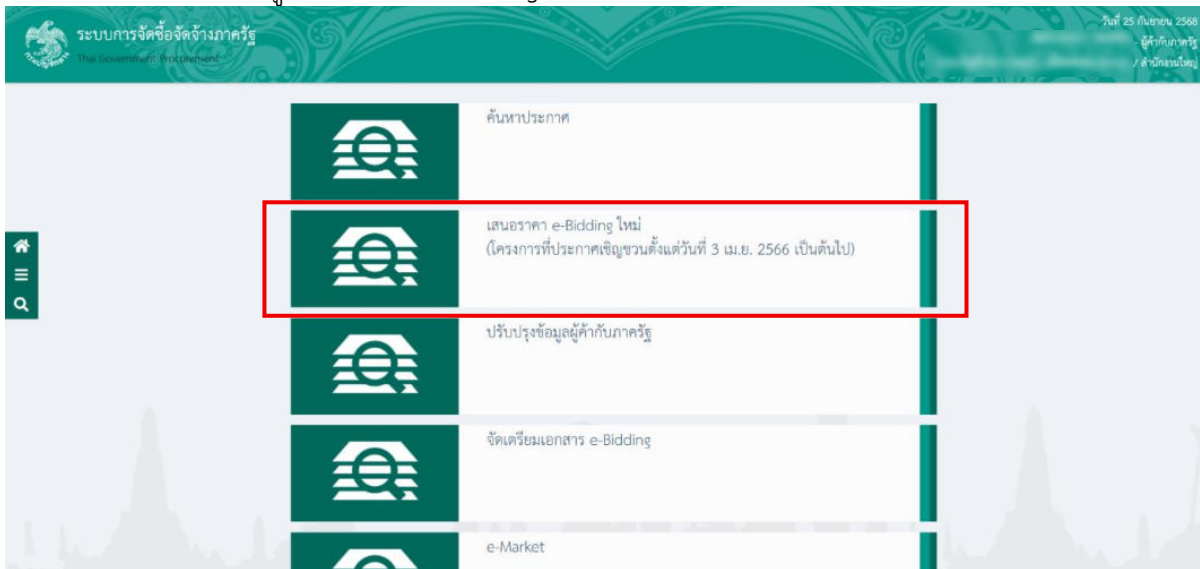 ระบบการจัดซื้อจัดจ้างภาครัฐ
Thai Government Procurement
วันที่ 25 กันยายน 2568
- ผู้ค้ากับภาครัฐ
/ สำนักงานใหญ่
ค้นหาประกาศ
เสนอราคา e-Bidding ใหม่
(โครงการที่ประกาศเชิญชวนตั้งแต่วันที่ 3 เม.ย. 2566 เป็นต้นไป)
ปรับปรุงข้อมูลผู้ค้ากับภาครัฐ
จัดเตรียมเอกสาร e-Bidding
e-Market